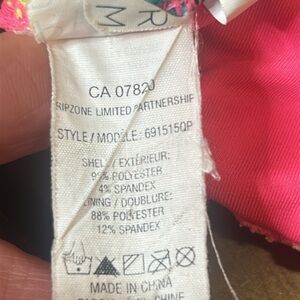 R
M
CA 07820
RIPZONE LIMITED PARTNERSHIP
STYLE / MODÈLE: 691515QP
SHELL / EXTÉRIEUR:
POLYESTER
4% SPANDEX
LINING / DOUBLURE:
88% POLYESTER
12% SPANDEX
MADE IN CHINA